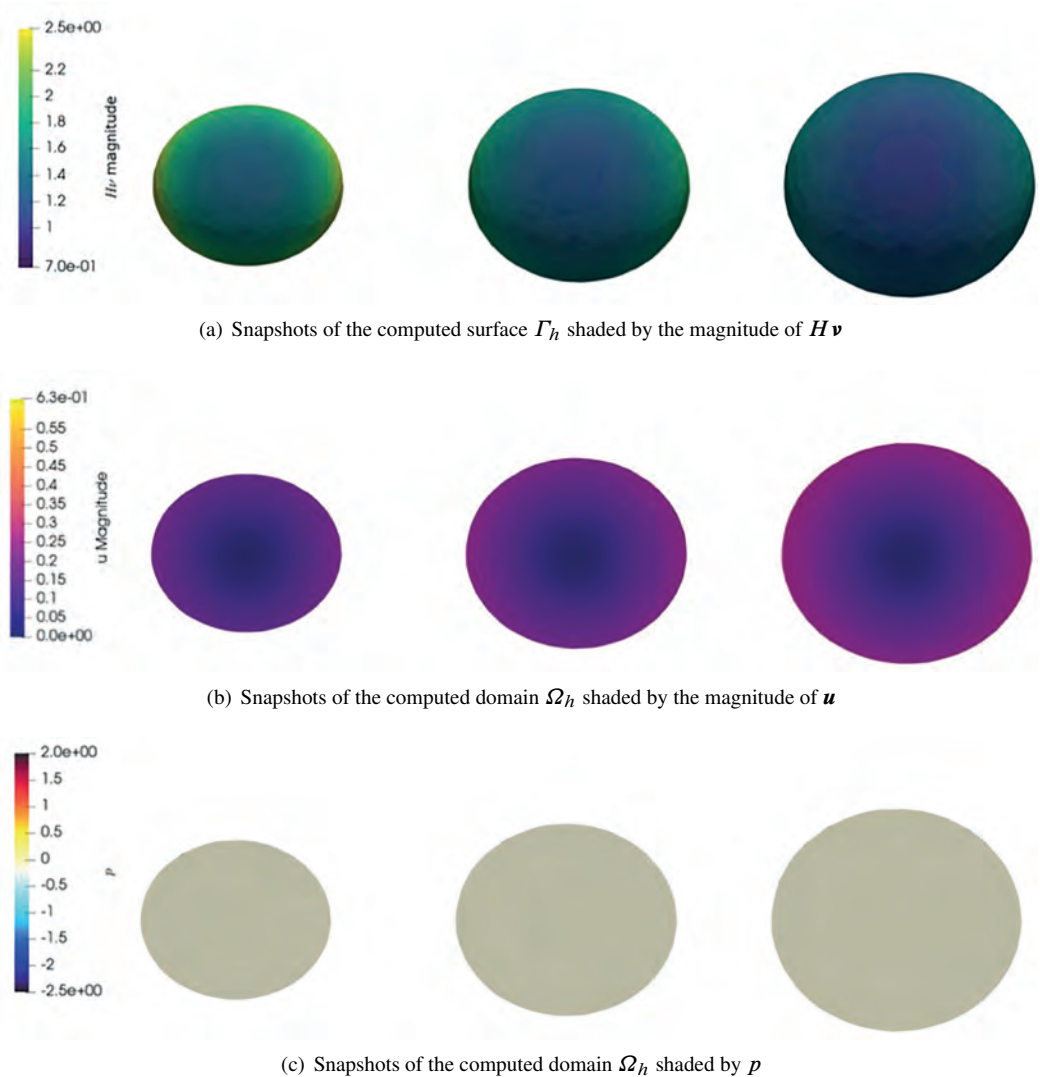 2.5e+00
2.2
2
1.8
1.6
1.4
1.2
1
7.0e-01
Hν magnitude
(a) Snapshots of the computed surface Γh shaded by the magnitude of Hν
6.3e-01
0.55
0.5
0.45
0.4
0.35
0.3
0.25
0.2
0.15
0.1
0.05
0.0e+00
u Magnitude
(b) Snapshots of the computed domain Ωh shaded by the magnitude of u
2.0e+00
1.5
1
0.5
0
-0.5
-1
-1.5
-2
-2.5e+00
p
(c) Snapshots of the computed domain Ωh shaded by p